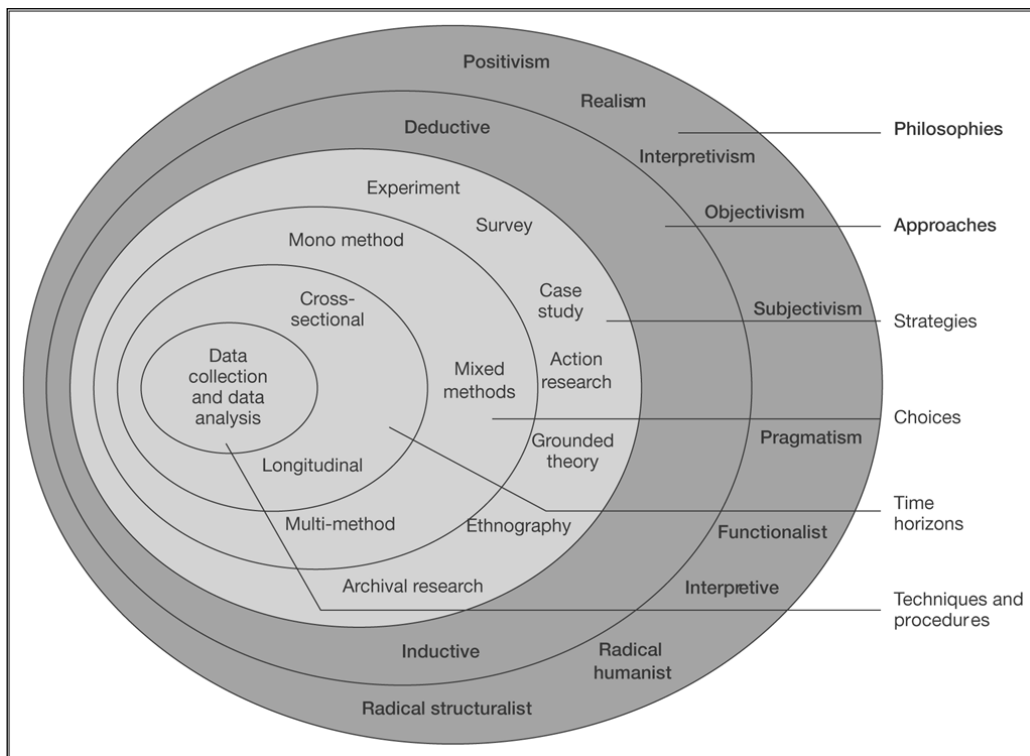 Positivism
Realism
Deductive
Philosophies
Interpretivism
Experiment
Objectivism
Survey
Approaches
Mono method
Cross-
sectional
Case
study
Subjectivism
Strategies
Data
collection
and data
analysis
Mixed
methods
Action
research
Choices
Pragmatism
Grounded
theory
Longitudinal
Time
horizons
Multi-method
Ethnography
Functionalist
Archival research
Interpretive
Techniques and
procedures
Inductive
Radical
humanist
Radical structuralist